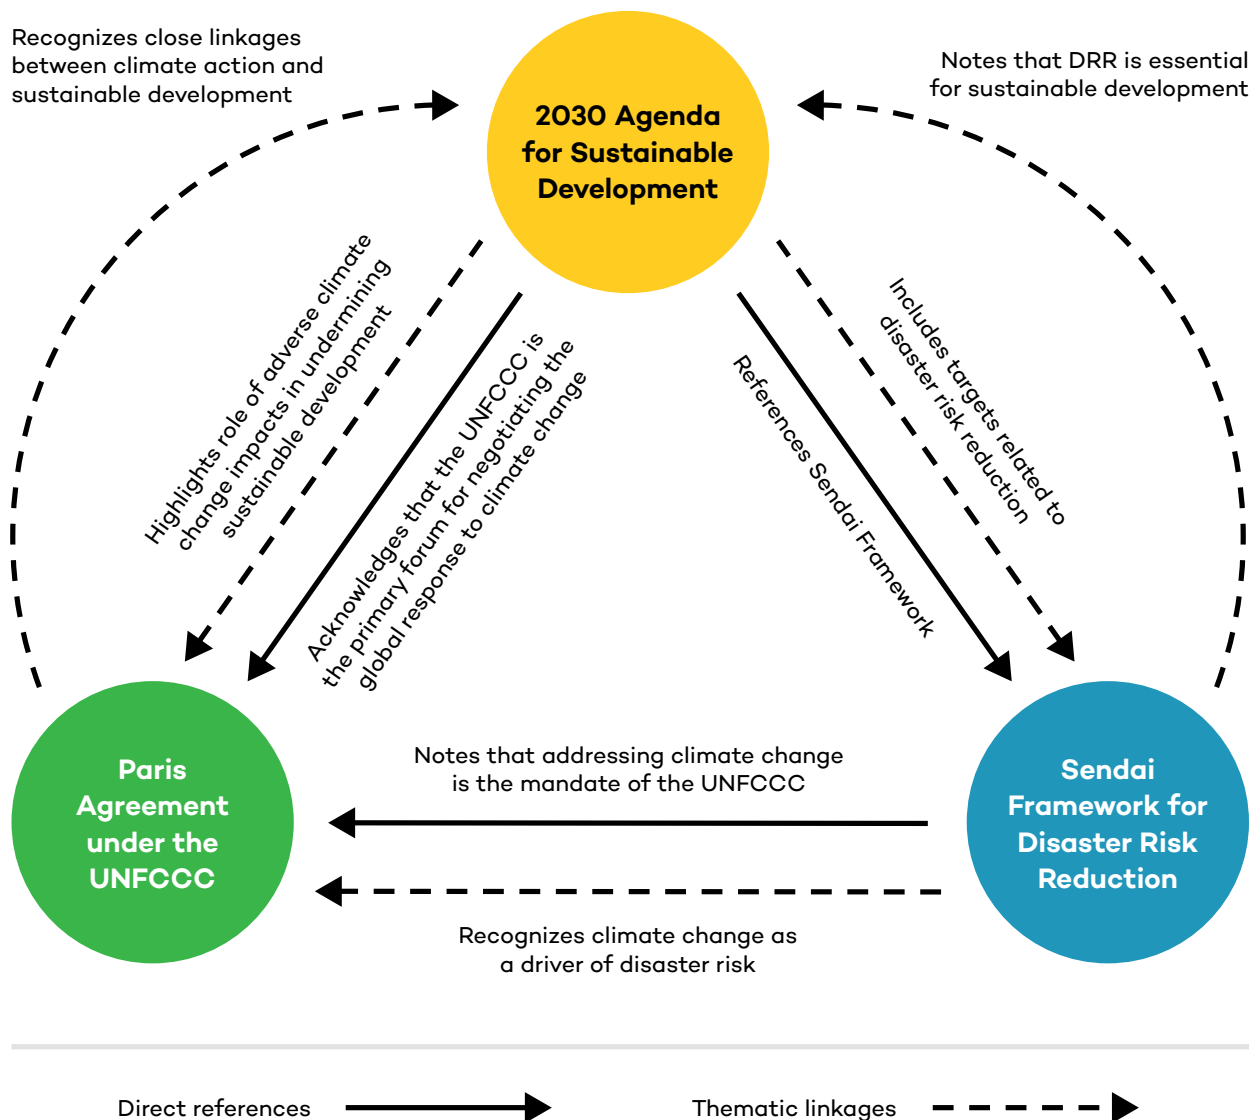 Recognizes close linkages
between climate action and
sustainable development
Notes that DRR is essential
for sustainable development
2030 Agenda
for Sustainable
Development
Highlights role of adverse climate
change impacts in undermining
sustainable development
Acknowledges that the UNFCCC is
the primary forum for negotiating the
global response to climate change
References Sendai Framework
Includes targets related to
disaster risk reduction
Paris
Agreement
under the
UNFCCC
Notes that addressing climate change
is the mandate of the UNFCCC
Recognizes climate change as
a driver of disaster risk
Sendai
Framework for
Disaster Risk
Reduction
Direct references
Thematic linkages